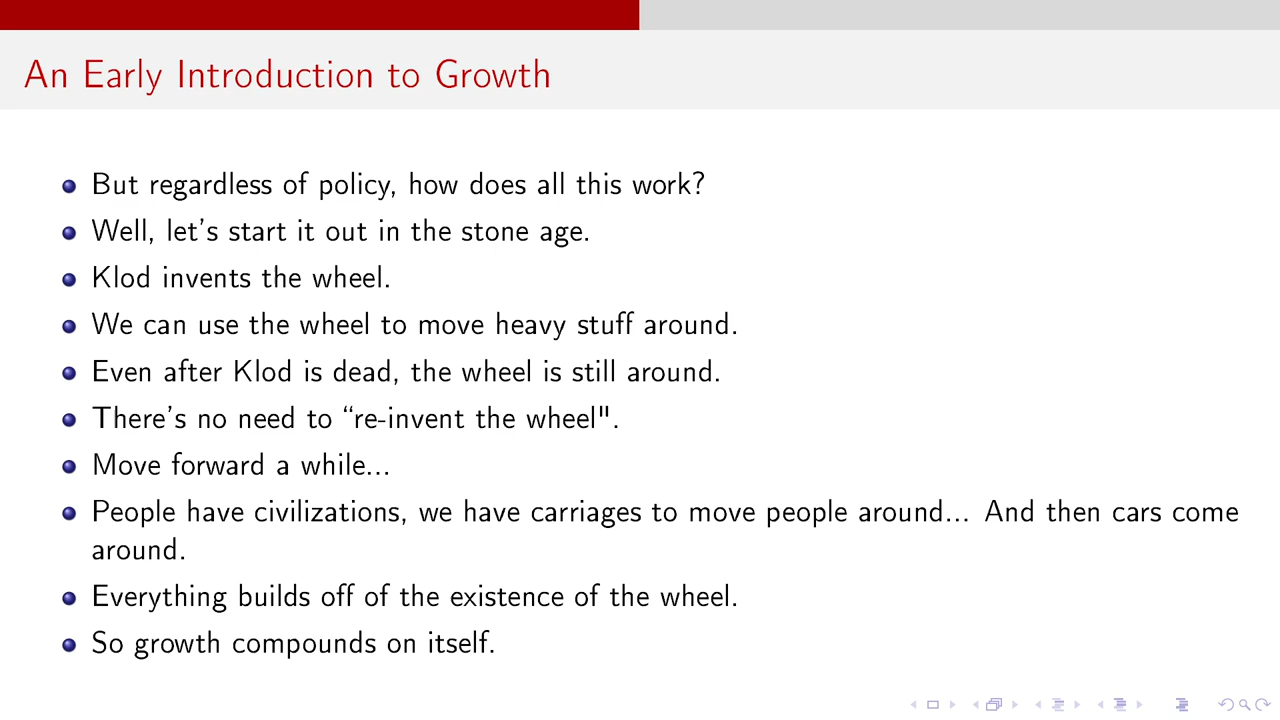 An Early Introduction to Growth
But regardless of policy, how does all this work?
Well, let's start it out in the stone age.
Klod invents the wheel.
We can use the wheel to move heavy stuff around.
Even after Klod is dead, the wheel is still around.
There's no need to “re-invent the wheel".
Move forward a while...
People have civilizations, we have carriages to move people around... And then cars come
around.
Everything builds off of the existence of the wheel.
So growth compounds on itself.